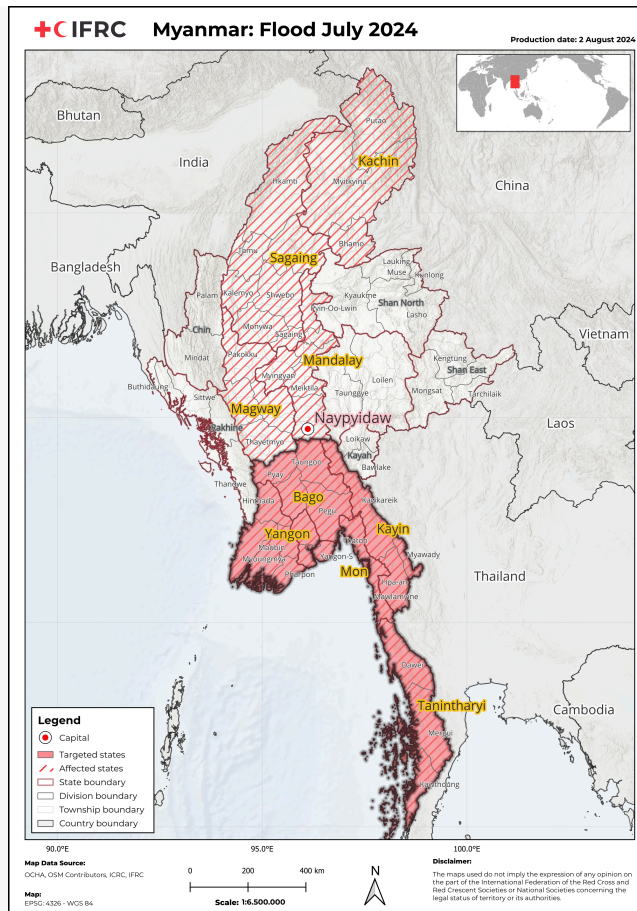 IFRC
Myanmar: Flood July 2024
Production date: 2 August 2024
Bhutan
Putao
India
Kachin
Hkamti
Myitkyina
China
Bhamo
Tamu
Sagaing
Bangladesh
Lauking
Muse
Kunlong
Falam
Kalemyo
Shwebo
Kyaukme
Shan North
Pyin-Oo-Lwin
Lasho
Chin
Monywa
Sagaing
Vietnam
Mindat
Pakokku
Mandalay
Kengtung
Shan East
Myingyan
Loilen
Buthidaung
Meiktila
Taunggye
Mongsat
Tarchilaik
Sittwe
Magway
Naypyidaw
Laos
Rakhine
Thayetmyo
Loikaw
Kayah
Taungoo
Bawlake
Thandwe
Pyay
Hinthada
Bago
Pegu
Kawkareik
Yangon
Kayin
Maubin
Thaton
Myaungmya
Yangon-S
Myawady
Pharpon
Mon
Hpa-an
Thailand
Mawlamyine
Dawei
Tanintharyi
Cambodia
Mergui
Kawthoung
Legend
Capital
Targeted states
Affected states
State boundary
Division boundary
Township boundary
Country boundary
90.0°E
95.0°E
100.0°E
Map Data Source:
OCHA, OSM Contributors, ICRC, IFRC
Map:
EPSG: 4326 - WGS 84
0 200 400 km
Scale: 1:6.500.000
N
Disclaimer:
The maps used do not imply the expression of any opinion on
the part of the International Federation of the Red Cross and
Red Crescent Societies or National Societies concerning the
legal status of territory or its authorities.